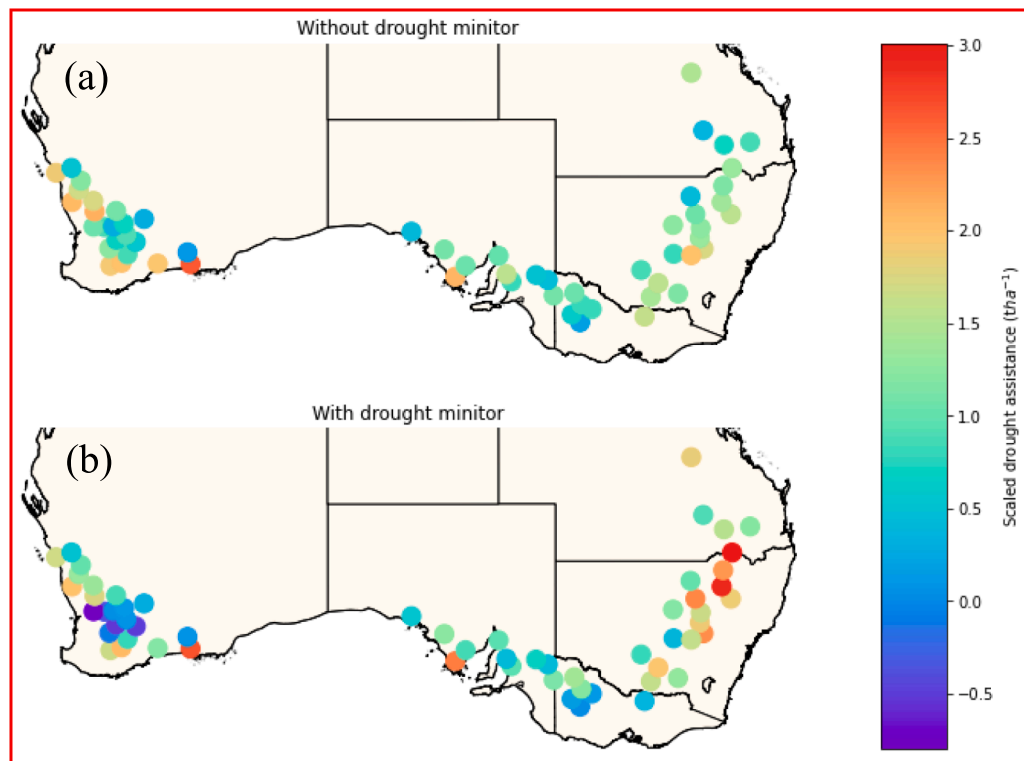 Without drought minitor
(a)
With drought minitor
(b)
3.0
2.5
2.0
1.5
1.0
0.5
0.0
−0.5
Scaled drought assistance (tha⁻¹)